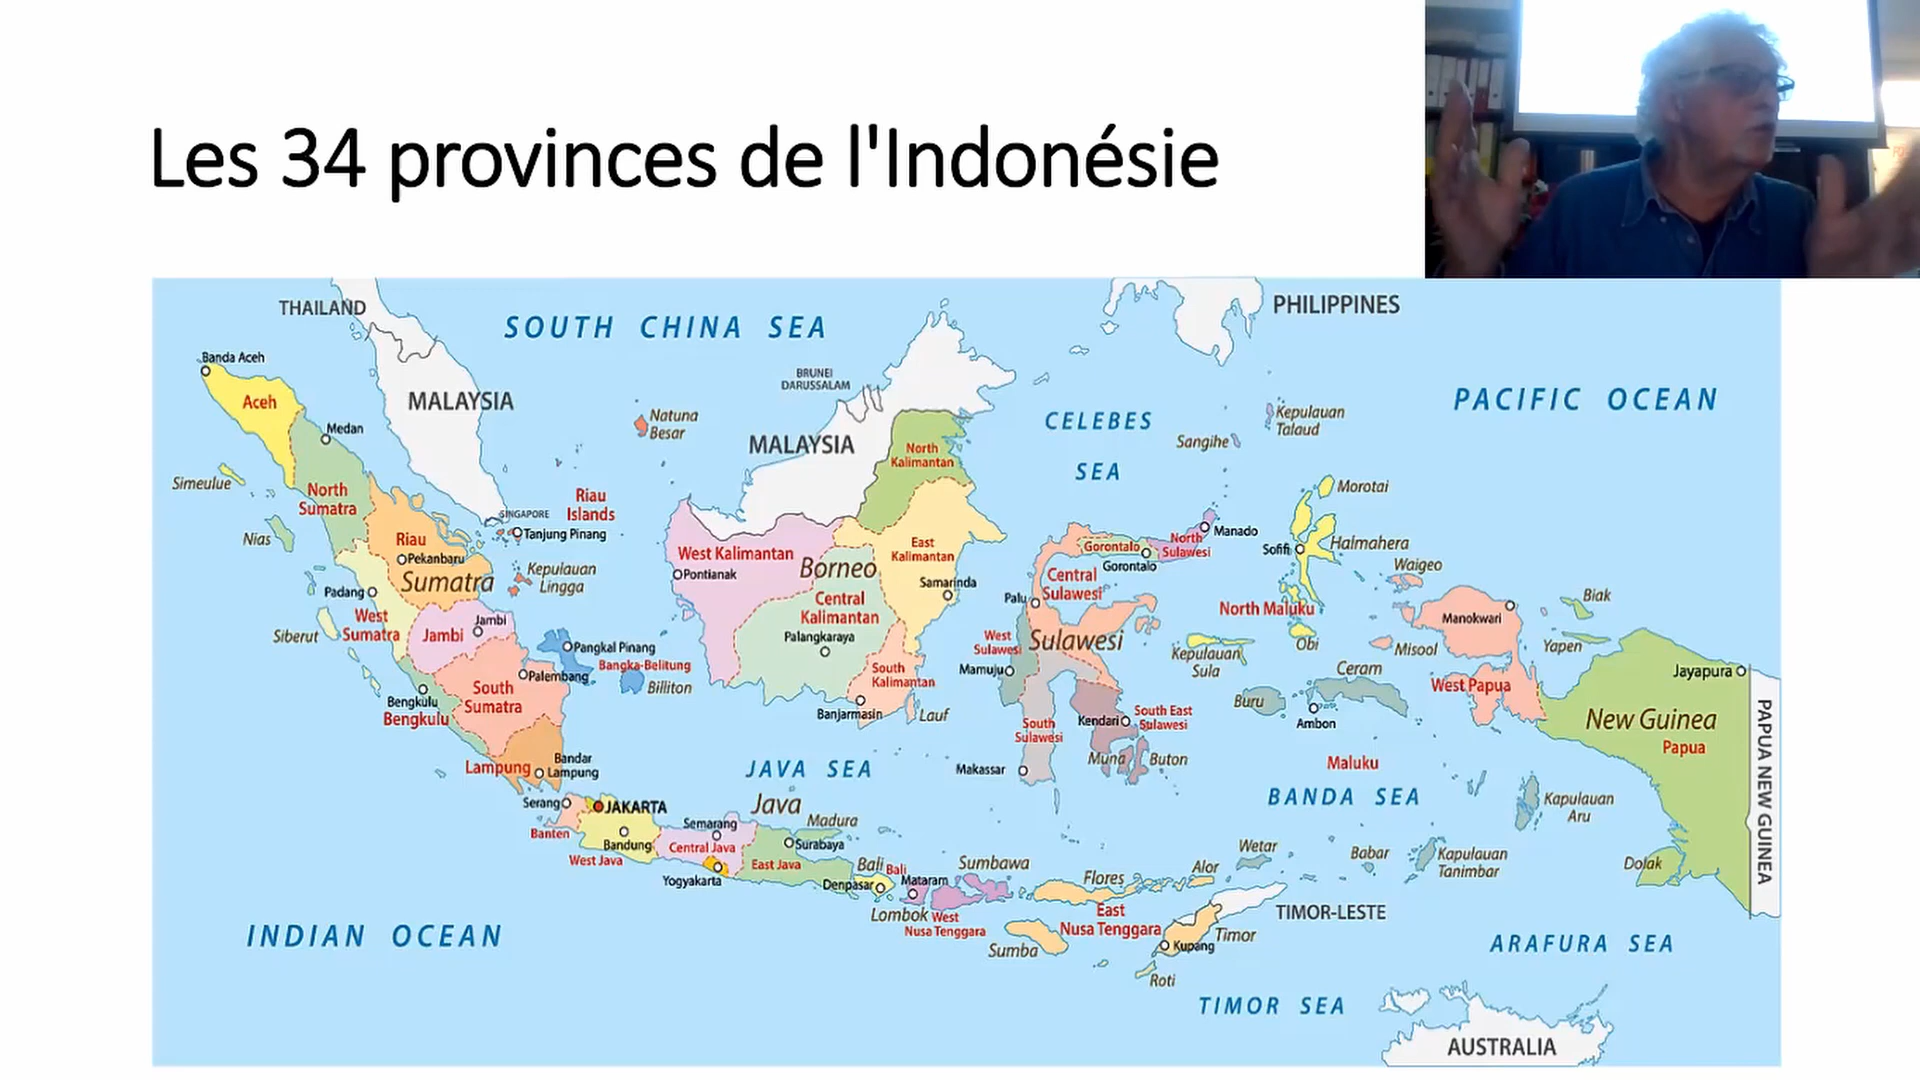 Les 34 provinces de l'Indonésie
THAILAND
SOUTH CHINA SEA
PHILIPPINES
Banda Aceh
BRUNEI
DARUSSALAM
Aceh
MALAYSIA
PACIFIC OCEAN
Natuna
Besar
CELEBES
SEA
Kepulauan
Talaud
Medan
MALAYSIA
Sangihe
North
Kalimantan
Simeulue
North
Sumatra
Riau
Islands
Morotai
SINGAPORE
Tanjung Pinang
Nias
Riau
Pekanbaru
Sumatra
West Kalimantan
Pontianak
Borneo
East
Kalimantan
Samarinda
Gorontalo
Gorontalo
North
Sulawesi
Manado
Sofifi
Halmahera
Waigeo
Kepulauan
Lingga
Central
Sulawesi
Palu
Padang
Central
Kalimantan
Palangkaraya
North Maluku
Manokwari
Biak
West
Sumatra
Siberut
Jambi
Jambi
Pangkal Pinang
Bangka-Belitung
Billiton
West
Sulawesi
Sulawesi
Mamuju
Kepulauan
Sula
Obi
Misool
Yapen
Palembang
South
Kalimantan
Ceram
West Papua
Jayapura
South
Sumatra
Bengkulu
Bengkulu
Banjarmasin
Lauf
South
Sulawesi
Kendari
South East
Sulawesi
Buru
Ambon
New Guinea
Papua
PAPUA NEW GUINEA
Lampung
Bandar
Lampung
JAVA SEA
Makassar
Muna
Buton
Maluku
BANDA SEA
Kapulauan
Aru
Serang
JAKARTA
Java
Madura
Banten
Bandung
West Java
Semarang
Central Java
Yogyakarta
Surabaya
East Java
Bali
Bali
Denpasar
Mataram
Lombok
West
Nusa Tenggara
Sumbawa
Flores
Alor
Wetar
Babar
Kapulauan
Tanimbar
Dolak
East
Nusa Tenggara
TIMOR-LESTE
INDIAN OCEAN
Sumba
Kupang
Timor
Roti
ARAFURA SEA
TIMOR SEA
AUSTRALIA